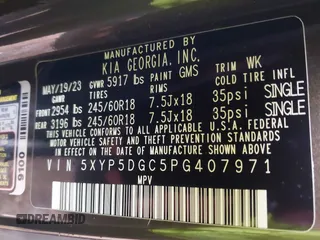 MANUFACTURED BY
KIA GEORGIA, INC.
MAY/19/23 GVWR 5917 lbs PAINT GMS TRIM WK
GAWR COLD TIRE INFL
FRONT 2954 lbs 245/60R18 7.5Jx18 35psi SINGLE
REAR 3196 lbs 245/60R18 7.5Jx18 35psi SINGLE
THIS VEHICLE CONFORMS TO ALL APPLICABLE U.S.A. FEDERAL
MOTOR VEHICLE SAFETY AND THEFT PREVENTION STANDARDS
IN EFFECT ON THE DATE OF MANUFACTURE SHOWN ABOVE
VIN 5XYP5DGC5PG407971
MPV
9100
DREAMBID